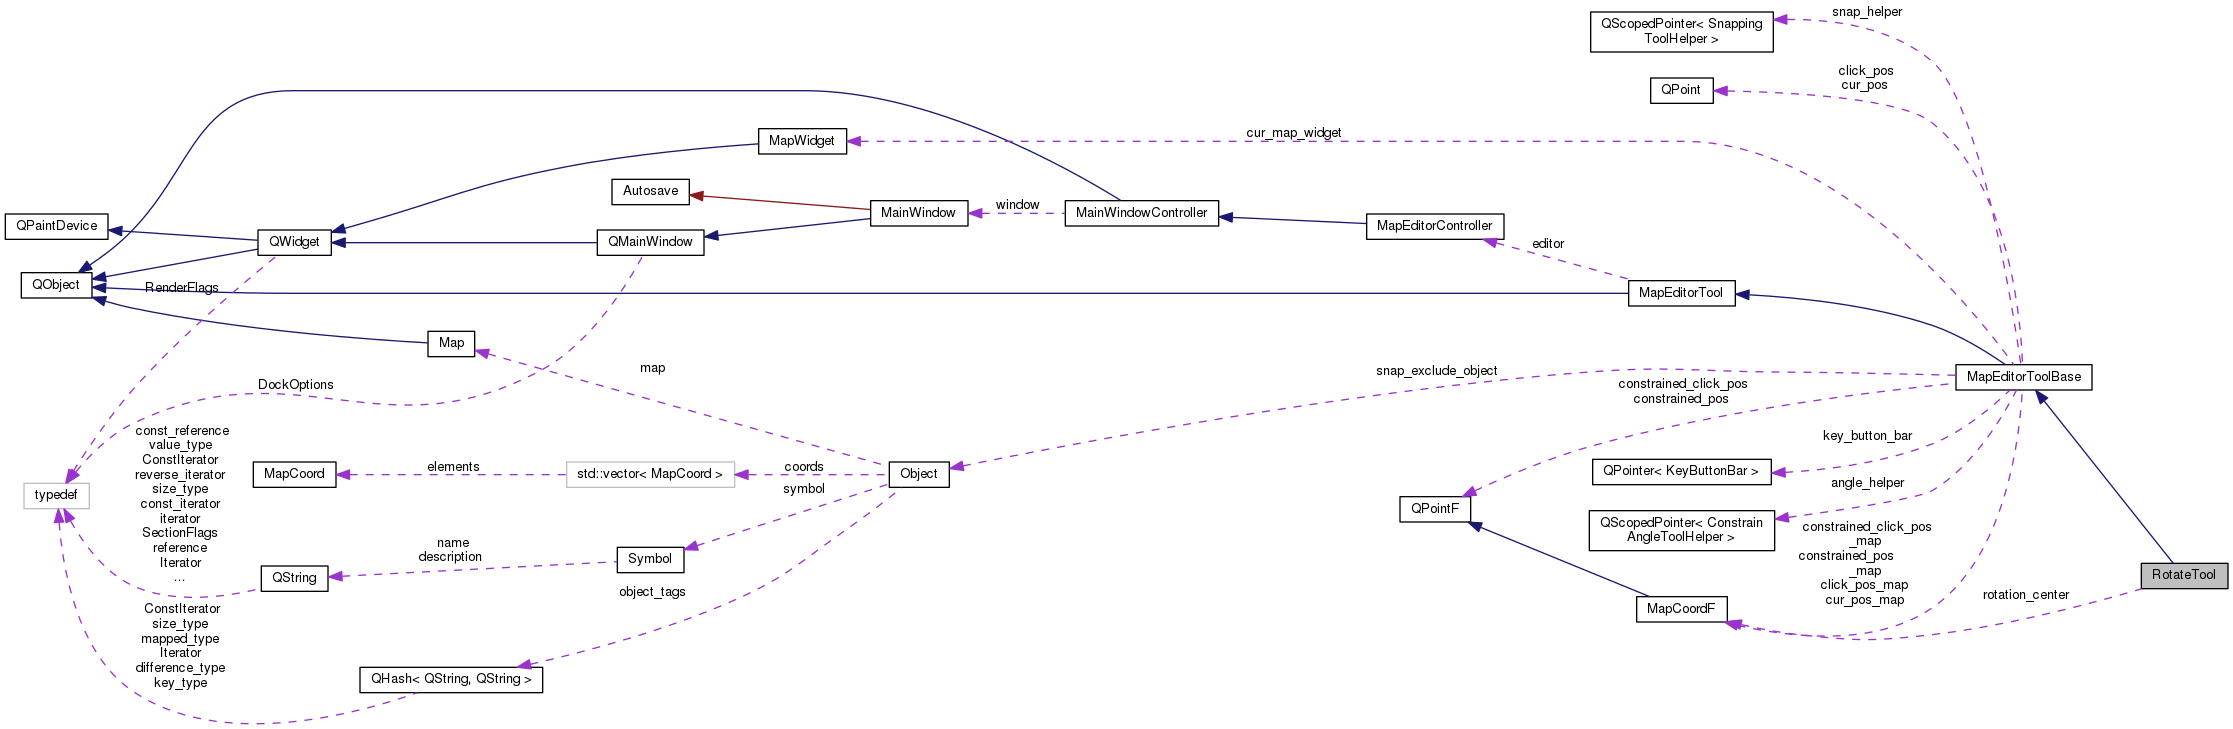 snap_helper
QScopedPointer< Snapping
ToolHelper >
click_pos
cur_pos
QPoint
cur_map_widget
MapWidget
Autosave
window
MainWindow
MainWindowController
QPaintDevice
MapEditorController
QWidget
QMainWindow
editor
QObject
RenderFlags
MapEditorTool
Map
map
snap_exclude_object
MapEditorToolBase
DockOptions
constrained_click_pos
constrained_pos
const_reference
value_type
ConstIterator
reverse_iterator
size_type
const_iterator
iterator
SectionFlags
reference
Iterator
...
key_button_bar
MapCoord
elements
std::vector< MapCoord >
coords
Object
QPointer< KeyButtonBar >
symbol
angle_helper
typedef
QPointF
QScopedPointer< Constrain
AngleToolHelper >
constrained_click_pos
_map
constrained_pos
_map
click_pos_map
cur_pos_map
name
description
Symbol
QString
RotateTool
object_tags
rotation_center
MapCoordF
ConstIterator
size_type
mapped_type
Iterator
difference_type
key_type
QHash< QString, QString >